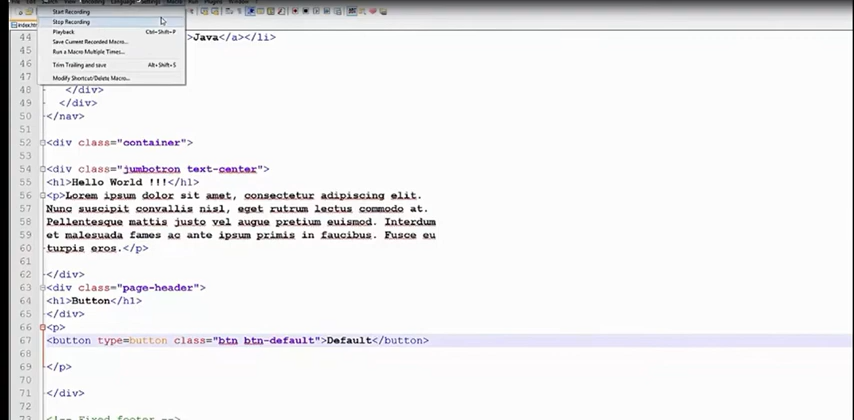 Start Recording
Stop Recording
Playback Ctrl+Shift+P
Save Current Recorded Macro...
Run a Macro Multiple Times...
Trim Trailing and save Alt+Shift+S
Modify Shortcut/Delete Macro...
44 Java</a></li>
45
48 </div>
49 </div>
50 </nav>
51
52 <div class="container">
53
54 <div class="jumbotron text-center">
55 <h1>Hello World !!!</h1>
56 <p>Lorem ipsum dolor sit amet, consectetur adipiscing elit.
57 Nunc suscipit convallis nisl, eget rutrum lectus commodo at.
58 Pellentesque mattis justo vel augue pretium euismod. Interdum
59 et malesuada fames ac ante ipsum primis in faucibus. Fusce eu
60 turpis eros.</p>
61
62 </div>
63 <div class="page-header">
64 <h1>Button</h1>
65 </div>
66 <p>
67 <button type=button class="btn btn-default">Default</button>
68
69 </p>
70
71 </div>
72
73 <!-- Fixed footer -->